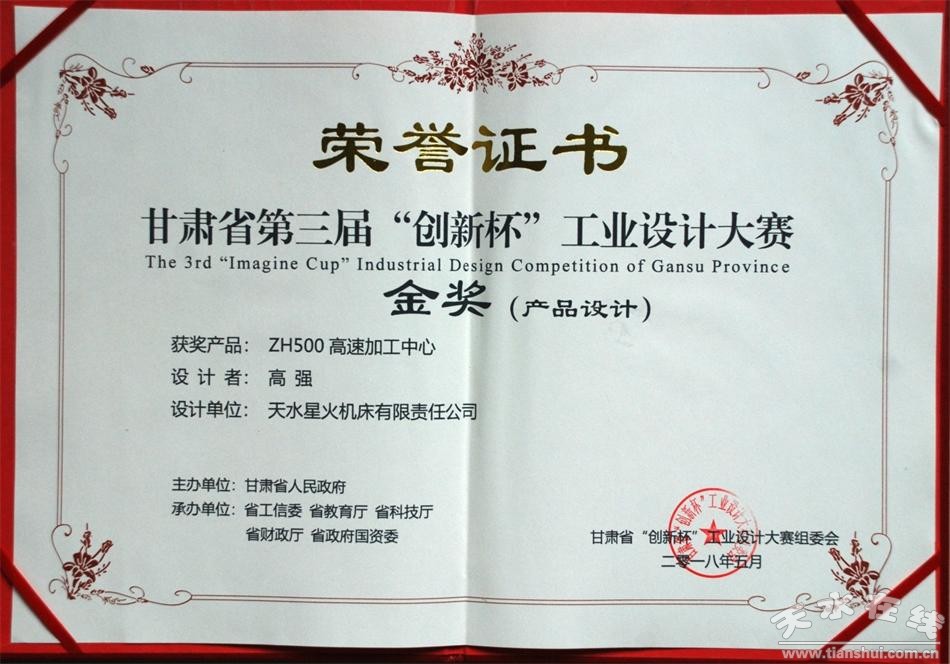 荣誉证书
甘肃省第三届“创新杯”工业设计大赛
The 3rd “Imagine Cup” Industrial Design Competition of Gansu Province
金奖（产品设计）
获奖产品： ZH500 高速加工中心
设 计 者： 高 强
设计单位： 天水星火机床有限责任公司
主办单位：甘肃省人民政府
承办单位：省工信委 省教育厅 省科技厅
省财政厅 省政府国资委
甘肃省“创新杯”工业设计大赛组委会
二零一八年五月
天水在线
www.tianshui.com.cn